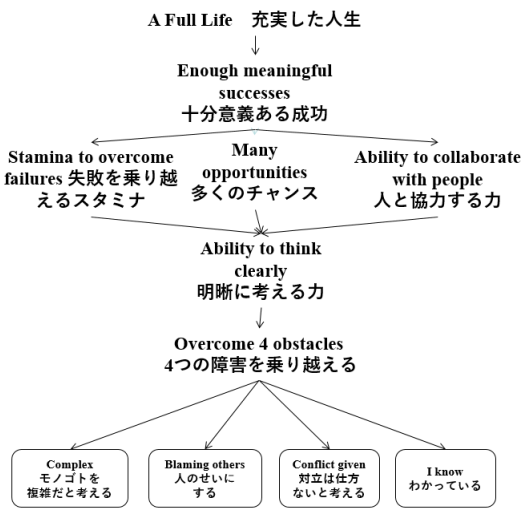 A Full Life 充実した人生
Enough meaningful
successes
十分意義ある成功
Stamina to overcome
failures 失敗を乗り越
えるスタミナ
Many
opportunities
多くのチャンス
Ability to collaborate
with people
人と協力する力
Ability to think
clearly
明晰に考える力
Overcome 4 obstacles
4つの障害を乗り越える
Complex
モノゴトを
複雑だと考える
Blaming others
人のせいに
する
Conflict given
対立は仕方
ないと考える
I know
わかっている